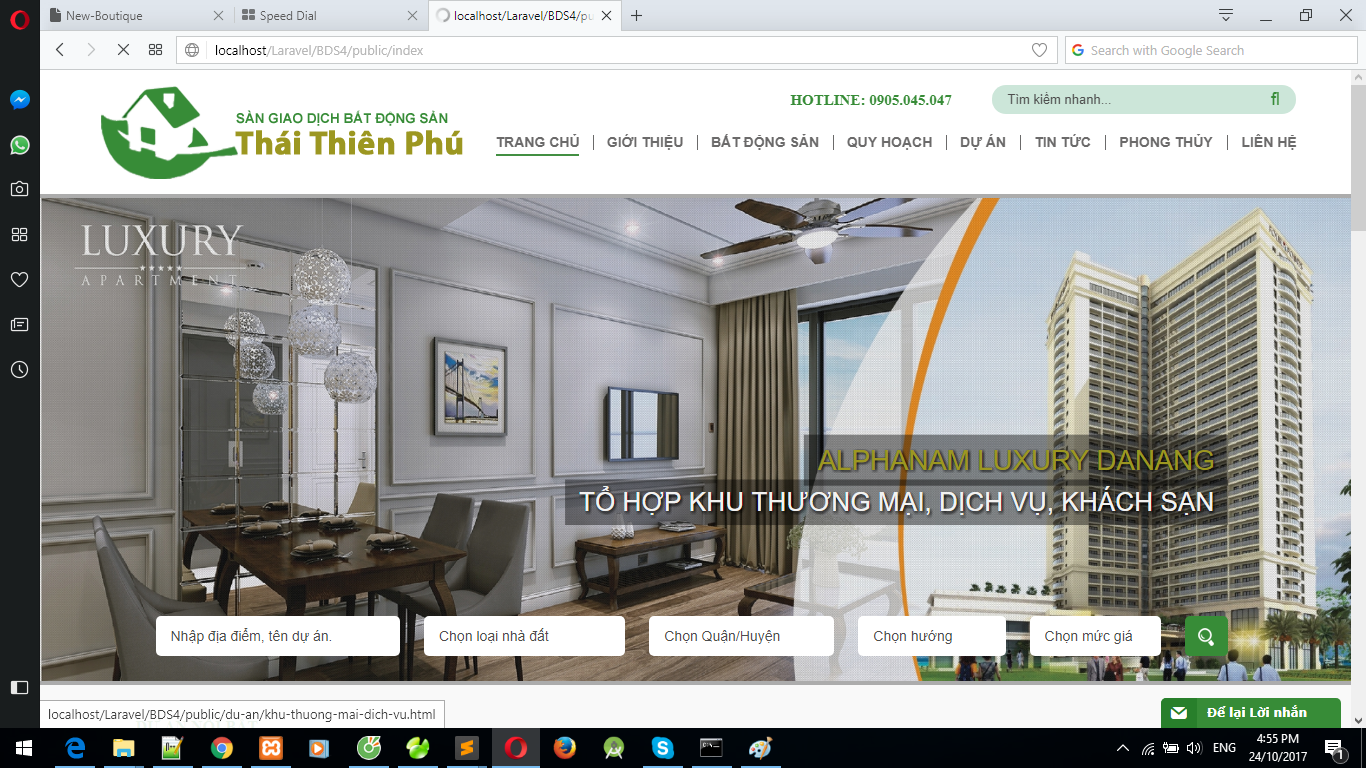 New-Boutique
Speed Dial
localhost/Laravel/BDS4/pu
localhost/Laravel/BDS4/public/index
Search with Google Search
SÀN GIAO DỊCH BẤT ĐỘNG SẢN
Thái Thiên Phú
HOTLINE: 0905.045.047
Tìm kiếm nhanh...
TRANG CHỦ
GIỚI THIỆU
BẤT ĐỘNG SẢN
QUY HOẠCH
DỰ ÁN
TIN TỨC
PHONG THỦY
LIÊN HỆ
LUXURY
APARTMENT
ALPHANAM LUXURY DANANG
TỔ HỢP KHU THƯƠNG MẠI, DỊCH VỤ, KHÁCH SẠN
Nhập địa điểm, tên dự án.
Chọn loại nhà đất
Chọn Quận/Huyện
Chọn hướng
Chọn mức giá
localhost/Laravel/BDS4/public/du-an/khu-thuong-mai-dich-vu.html
Để lại Lời nhắn
ENG
4:55 PM
24/10/2017
1